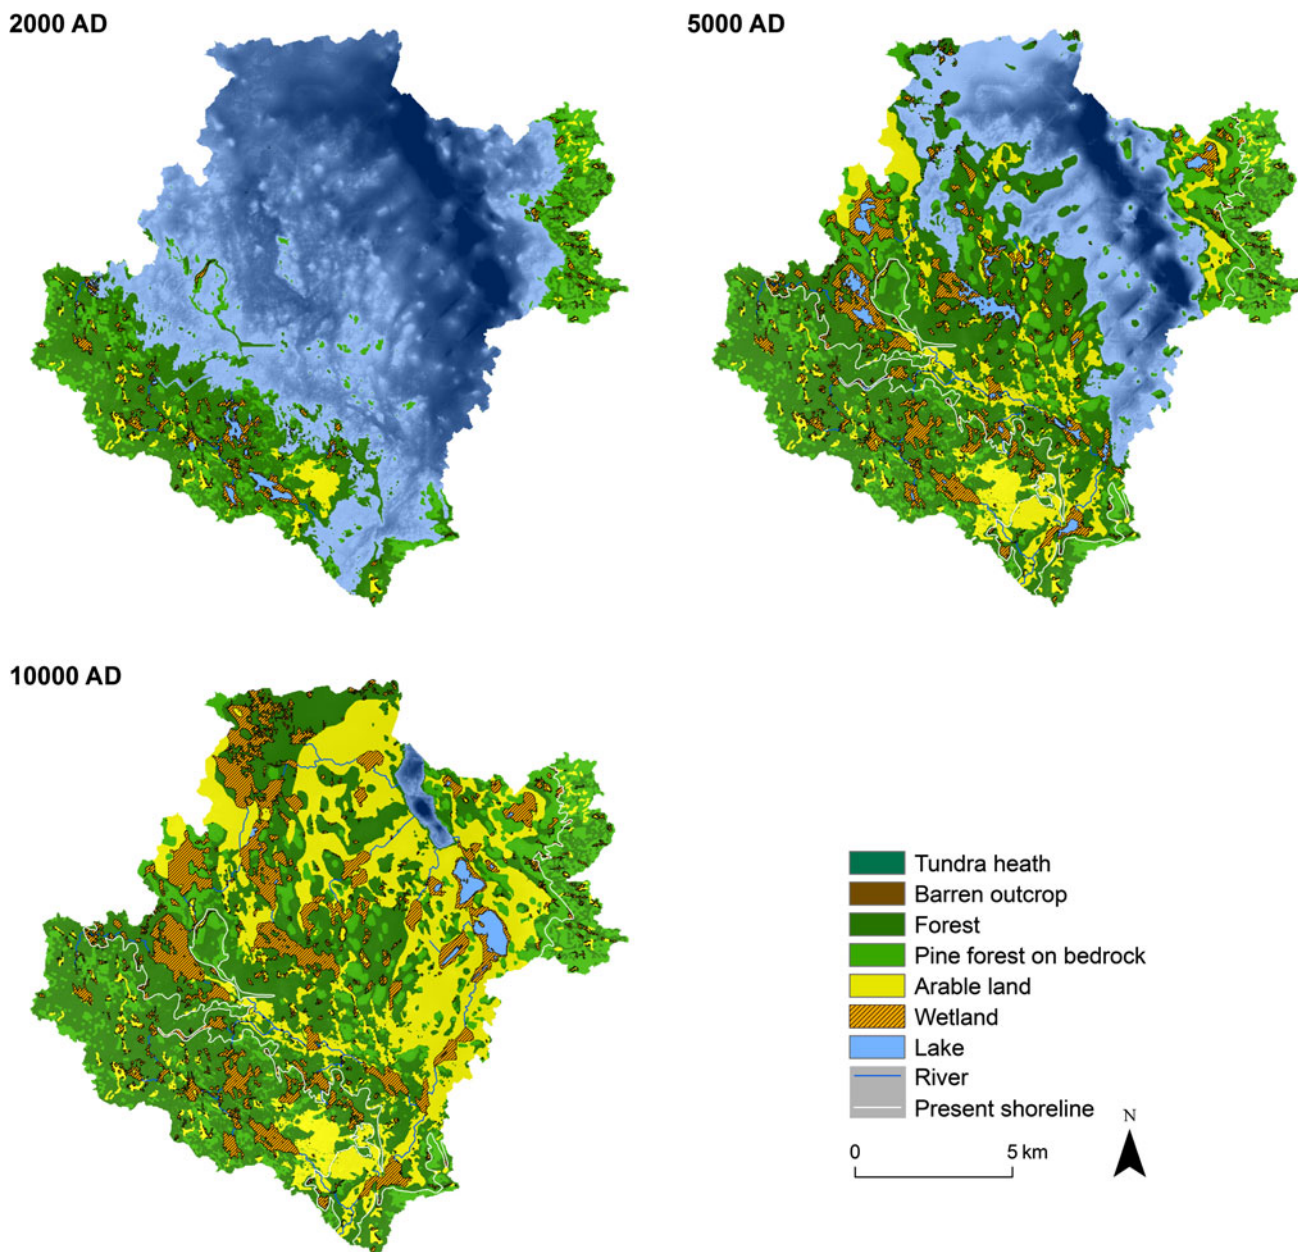 2000 AD
5000 AD
10000 AD
Tundra heath
Barren outcrop
Forest
Pine forest on bedrock
Arable land
Wetland
Lake
River
Present shoreline
N
0 5 km